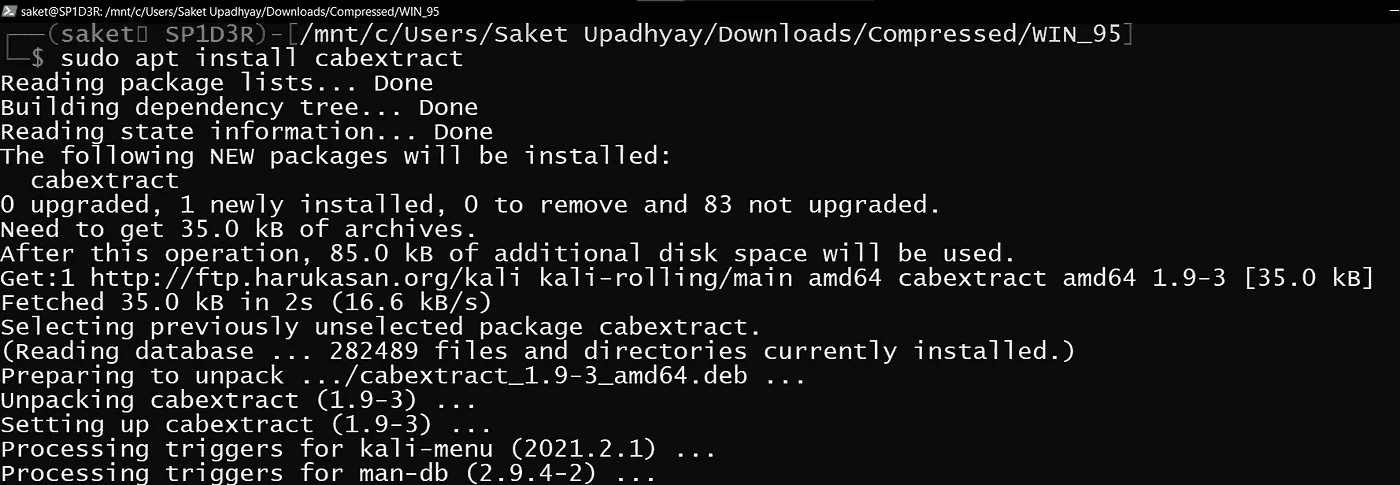 saket@SP1D3R: /mnt/c/Users/Saket Upadhyay/Downloads/Compressed/WIN_95
┌──(saket▯ SP1D3R)-[/mnt/c/Users/Saket Upadhyay/Downloads/Compressed/WIN_95]
└─$ sudo apt install cabextract
Reading package lists... Done
Building dependency tree... Done
Reading state information... Done
The following NEW packages will be installed:
  cabextract
0 upgraded, 1 newly installed, 0 to remove and 83 not upgraded.
Need to get 35.0 kB of archives.
After this operation, 85.0 kB of additional disk space will be used.
Get:1 http://ftp.harukasan.org/kali kali-rolling/main amd64 cabextract amd64 1.9-3 [35.0 kB]
Fetched 35.0 kB in 2s (16.6 kB/s)
Selecting previously unselected package cabextract.
(Reading database ... 282489 files and directories currently installed.)
Preparing to unpack .../cabextract_1.9-3_amd64.deb ...
Unpacking cabextract (1.9-3) ...
Setting up cabextract (1.9-3) ...
Processing triggers for kali-menu (2021.2.1) ...
Processing triggers for man-db (2.9.4-2) ...